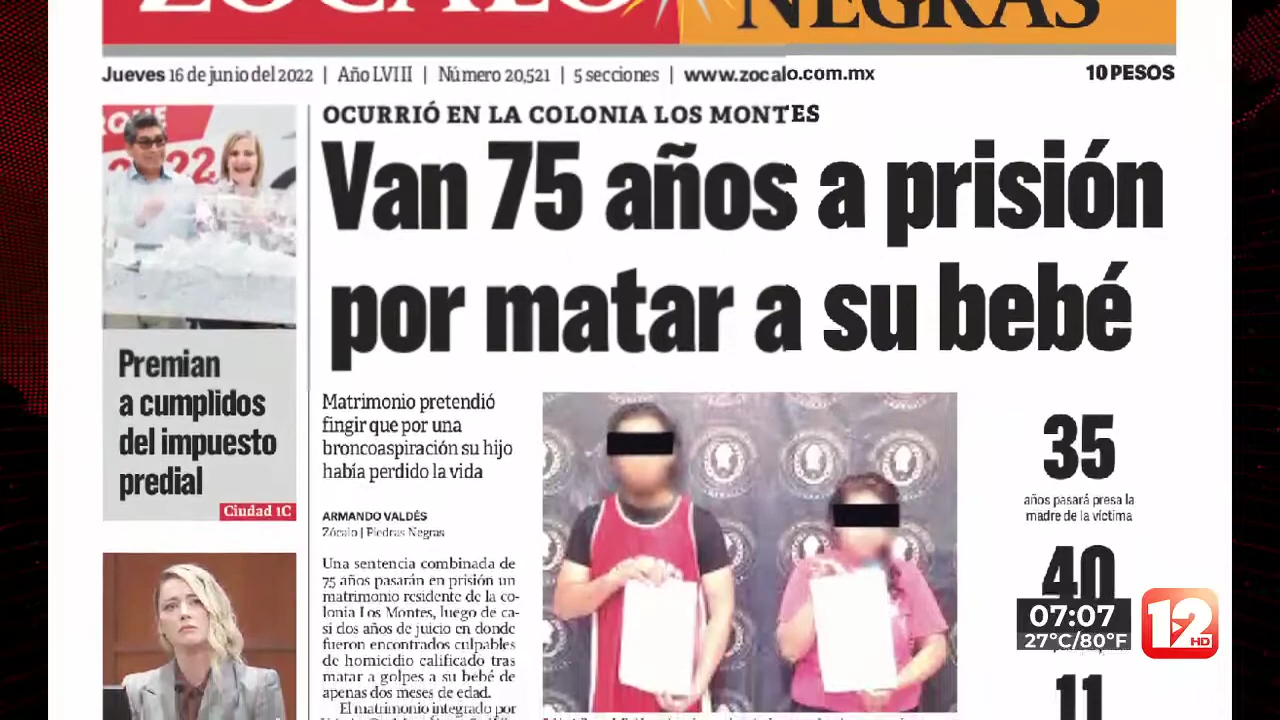 ZÓCALO
NEGRAS
Jueves 16 de junio del 2022 | Año LVIII | Número 20,521 | 5 secciones | www.zocalo.com.mx
10 PESOS
2022
Premian
a cumplidos
del impuesto
predial
Ciudad 1C
OCURRIÓ EN LA COLONIA LOS MONTES
Van 75 años a prisión
por matar a su bebé
Matrimonio pretendió
fingir que por una
broncoaspiración su hijo
había perdido la vida
ARMANDO VALDÉS
Zócalo | Piedras Negras
Una sentencia combinada de
75 años pasarán en prisión un
matrimonio residente de la co-
lonia Los Montes, luego de ca-
si dos años de juicio en donde
fueron encontrados culpables
de homicidio calificado tras
matar a golpes a su bebé de
apenas dos meses de edad.
El matrimonio integrado por
35
años pasará presa la
madre de la víctima
40
11
07:07
27°C/80°F
12
HD